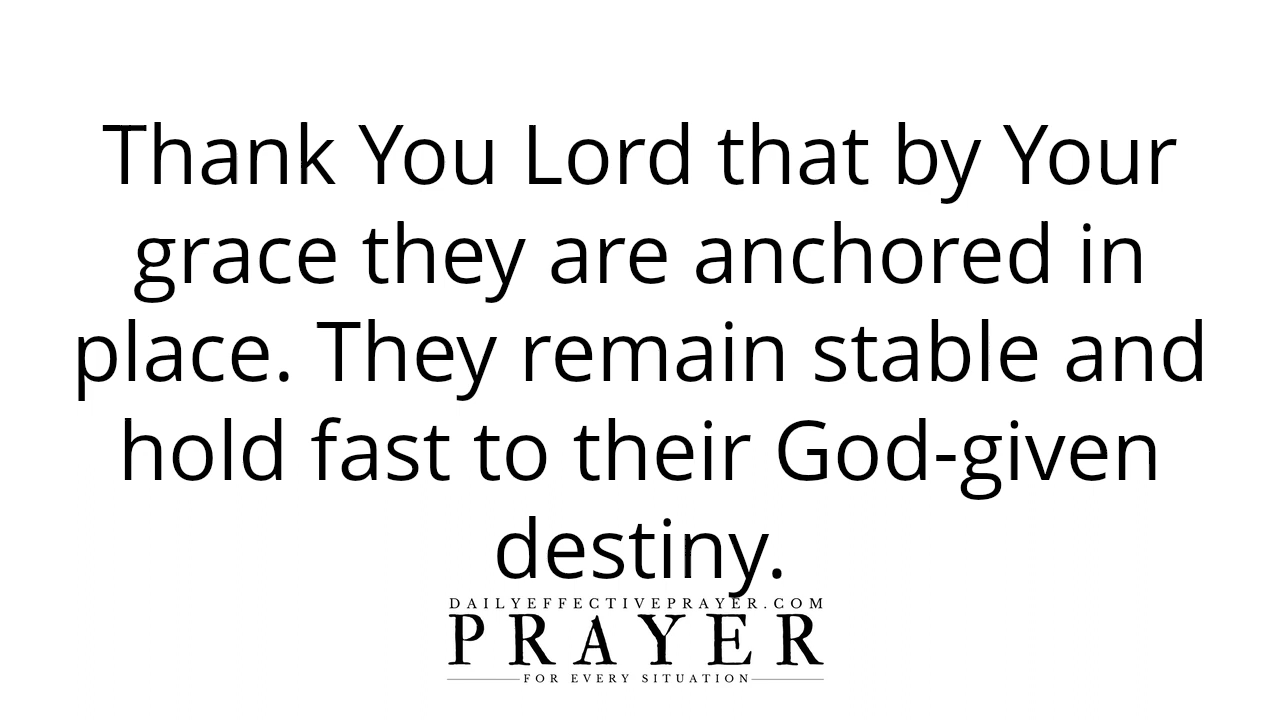 Thank You Lord that by Your
grace they are anchored in
place. They remain stable and
hold fast to their God-given
destiny.
DAILYEFFECTIVEPRAYER.COM
PRAYER
FOR EVERY SITUATION